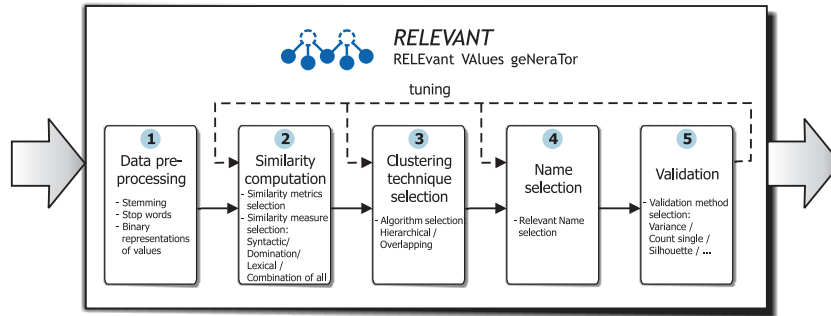 RELEVANT
RELEvant VAlues geNeraTor
tuning
1
Data pre-
processing
- Stemming
- Stop words
- Binary
representations
of values
2
Similarity
computation
- Similarity metrics
selection
- Similarity measure
selection:
Syntactic/
Domination/
Lexical /
Combination of all
3
Clustering
technique
selection
- Algorithm selection:
Hierarchical /
Overlapping
4
Name
selection
- Relevant Name
selection
5
Validation
- Validation method
selection:
Variance /
Count single /
Silhouette / ...